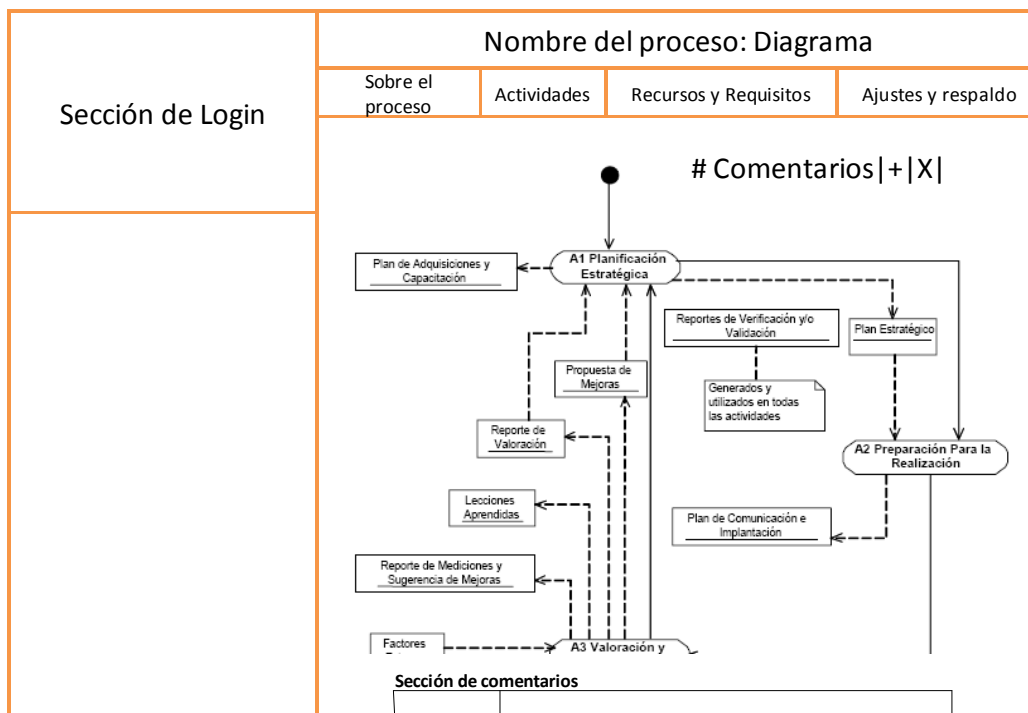 Sección de Login
Nombre del proceso: Diagrama
Sobre el
proceso
Actividades
Recursos y Requisitos
Ajustes y respaldo
# Comentarios|+|X|
A1 Planificación
Estratégica
Plan de Adquisiciones y
Capacitación
Reportes de Verificación y/o
Validación
Plan Estratégico
Propuesta de
Mejoras
Generados y
utilizados en todas
las actividades
Reporte de
Valoración
A2 Preparación Para la
Realización
Lecciones
Aprendidas
Plan de Comunicación e
Implantación
Reporte de Mediciones y
Sugerencia de Mejoras
Factores
A3 Valoración y
Sección de comentarios